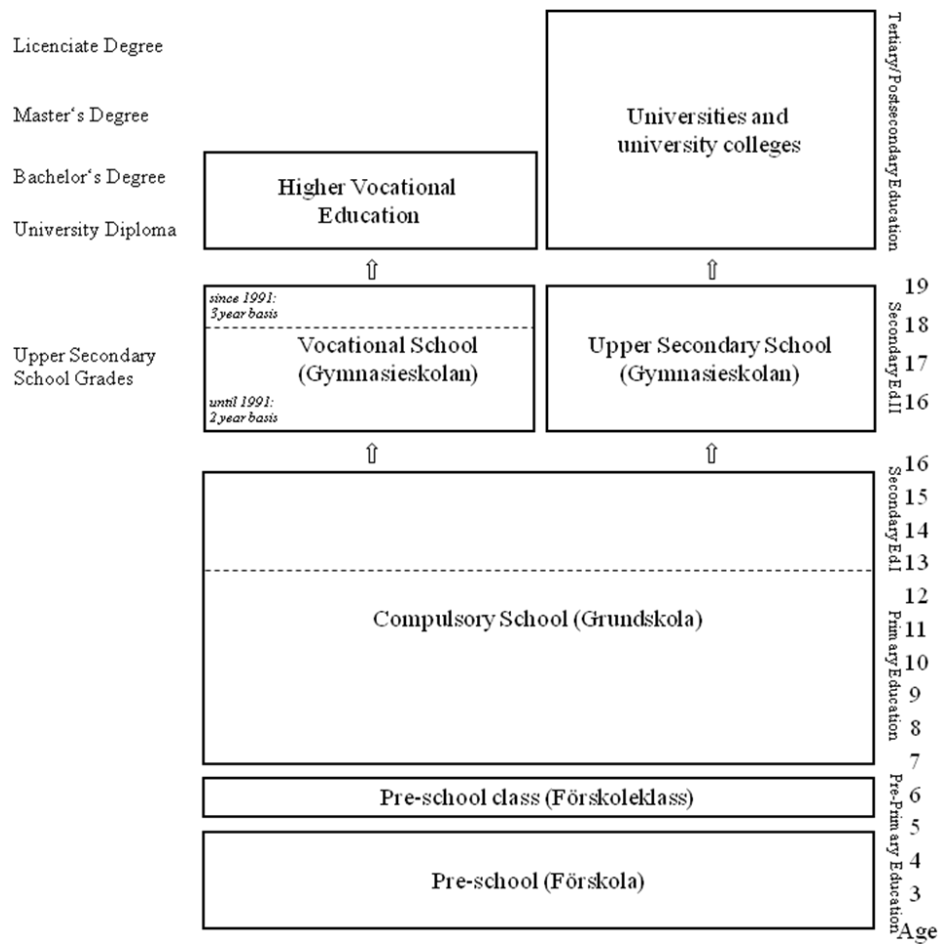 Licenciate Degree
Master‘s Degree
Bachelor‘s Degree
University Diploma
Universities and
university colleges
Higher Vocational
Education
Tertiary/Postsecondary Education
⇧
⇧
Upper Secondary
School Grades
since 1991:
3 year basis
Vocational School
(Gymnasieskolan)
until 1991:
2 year basis
Upper Secondary School
(Gymnasieskolan)
Secondary Ed.II
19
18
17
16
⇧
⇧
Compulsory School (Grundskola)
Secondary Ed.I
Primary Education
16
15
14
13
12
11
10
9
8
7
Pre-school class (Förskoleklass)
Pre-school (Förskola)
Pre-Primary Education
6
5
4
3
Age